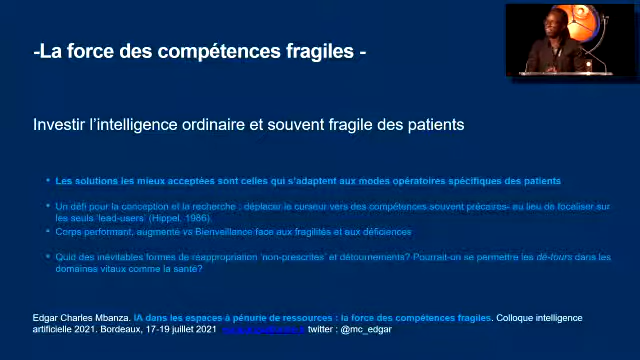 -La force des compétences fragiles -
Investir l'intelligence ordinaire et souvent fragile des patients
• Les solutions les mieux acceptées sont celles qui s'adaptent aux modes opératoires spécifiques des patients
• Un défi pour la conception et la recherche : déplacer le curseur vers des compétences souvent précaires- au lieu de focaliser sur
les seuls 'lead-users' (Hippel, 1986).
• Corps performant, augmenté vs Bienveillance face aux fragilités et aux déficiences
• Quid des inévitables formes de réappropriation 'non-prescrites' et détournements? Pourrait-on se permettre les dé-tours dans les
domaines vitaux comme la santé?
Edgar Charles Mbanza. IA dans les espaces à pénurie de ressources : la force des compétences fragiles. Colloque intelligence
artificielle 2021. Bordeaux, 17-19 juillet 2021 twitter : @mc_edgar